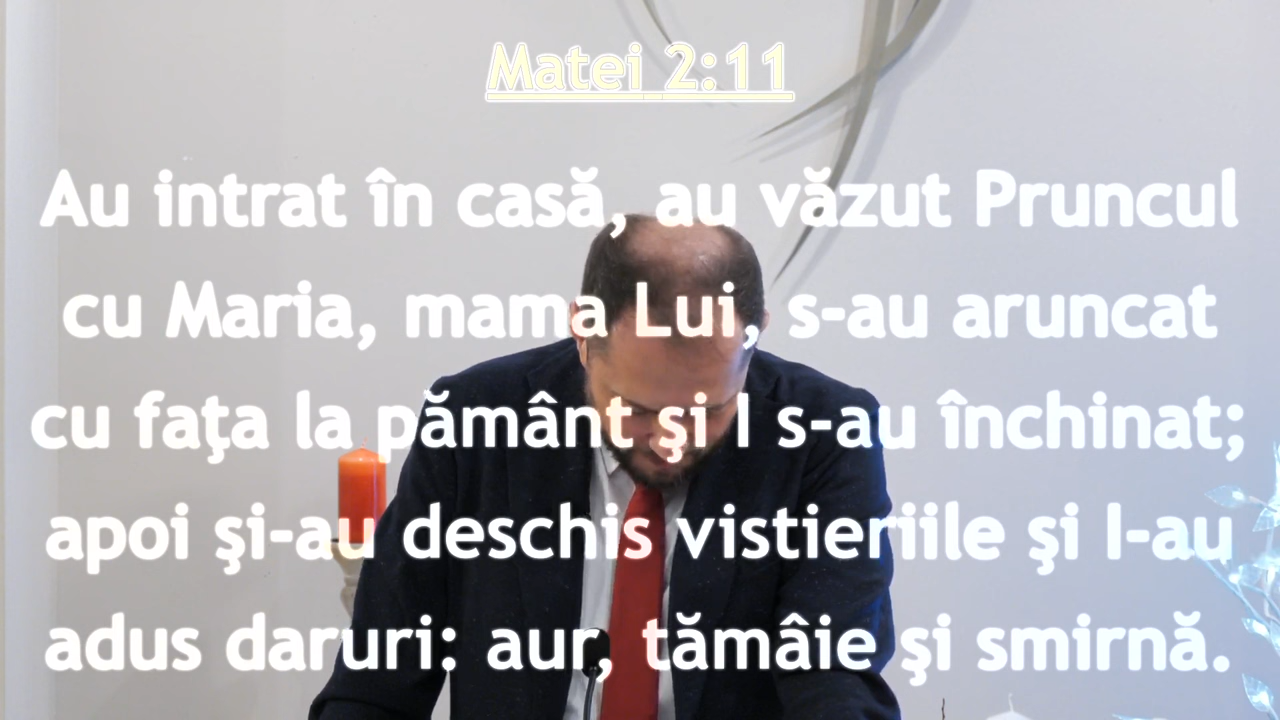 Matei 2:11
Au intrat în casă, au văzut Pruncul
cu Maria, mama Lui, s-au aruncat
cu faţa la pământ şi I s-au închinat;
apoi şi-au deschis vistieriile şi I-au
adus daruri: aur, tămâie şi smirnă.